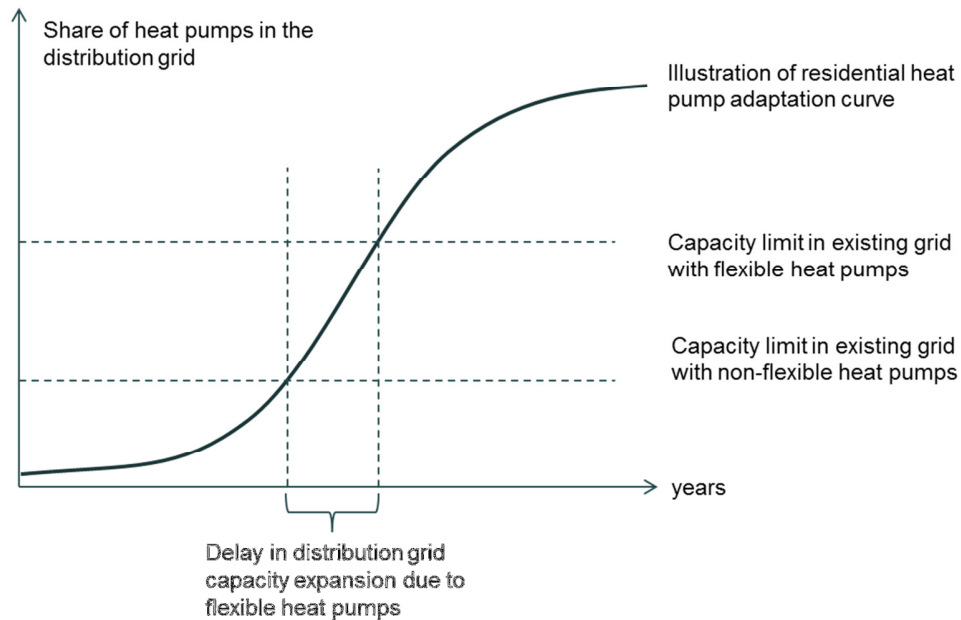 Share of heat pumps in the
distribution grid
Illustration of residential heat
pump adaptation curve
Capacity limit in existing grid
with flexible heat pumps
Capacity limit in existing grid
with non-flexible heat pumps
years
Delay in distribution grid
capacity expansion due to
flexible heat pumps